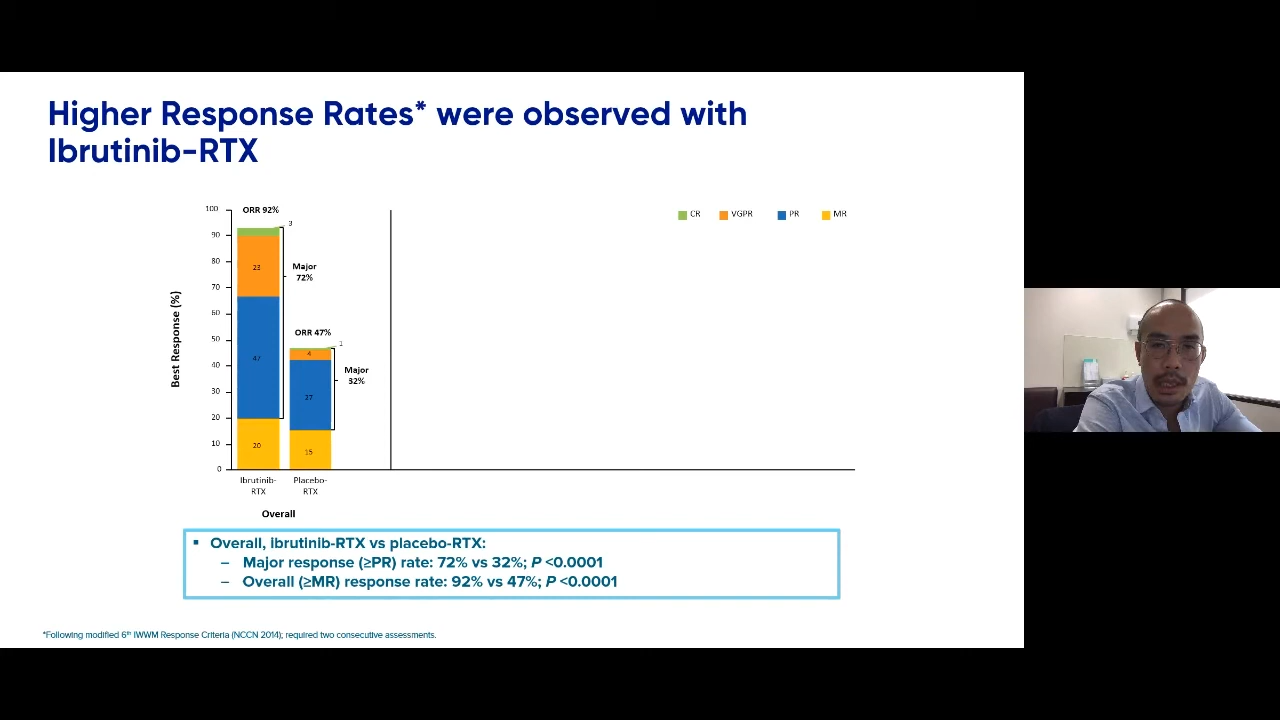 Higher Response Rates* were observed with
Ibrutinib-RTX
CR VGPR PR MR
Best Response (%)
100
90
80
70
60
50
40
30
20
10
0
ORR 92%
3
23
47
20
Major
72%
ORR 47%
1
4
27
15
Major
32%
Ibrutinib-
RTX
Placebo-
RTX
Overall
▪ Overall, ibrutinib-RTX vs placebo-RTX:
– Major response (≥PR) rate: 72% vs 32%; P <0.0001
– Overall (≥MR) response rate: 92% vs 47%; P <0.0001
*Following modified 6th IWWM Response Criteria (NCCN 2014); required two consecutive assessments.